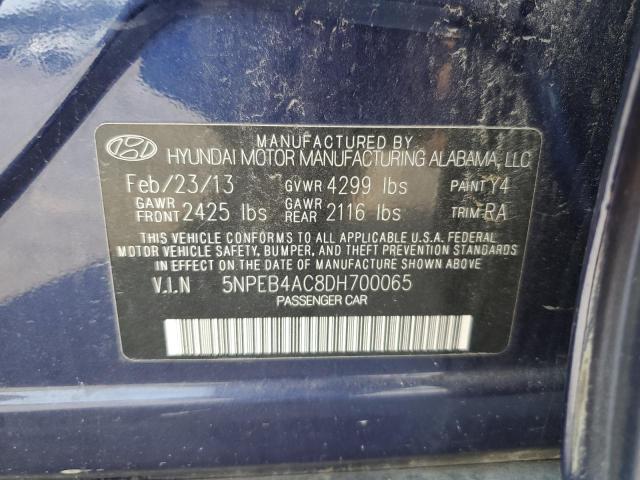 MANUFACTURED BY
HYUNDAI MOTOR MANUFACTURING ALABAMA, LLC
Feb/23/13 GVWR 4299 lbs PAINT Y4
GAWR FRONT 2425 lbs GAWR REAR 2116 lbs TRIM RA
THIS VEHICLE CONFORMS TO ALL APPLICABLE U.S.A. FEDERAL
MOTOR VEHICLE SAFETY, BUMPER, AND THEFT PREVENTION STANDARDS
IN EFFECT ON THE DATE OF MANUFACTURE SHOWN ABOVE
V.I.N 5NPEB4AC8DH700065
PASSENGER CAR